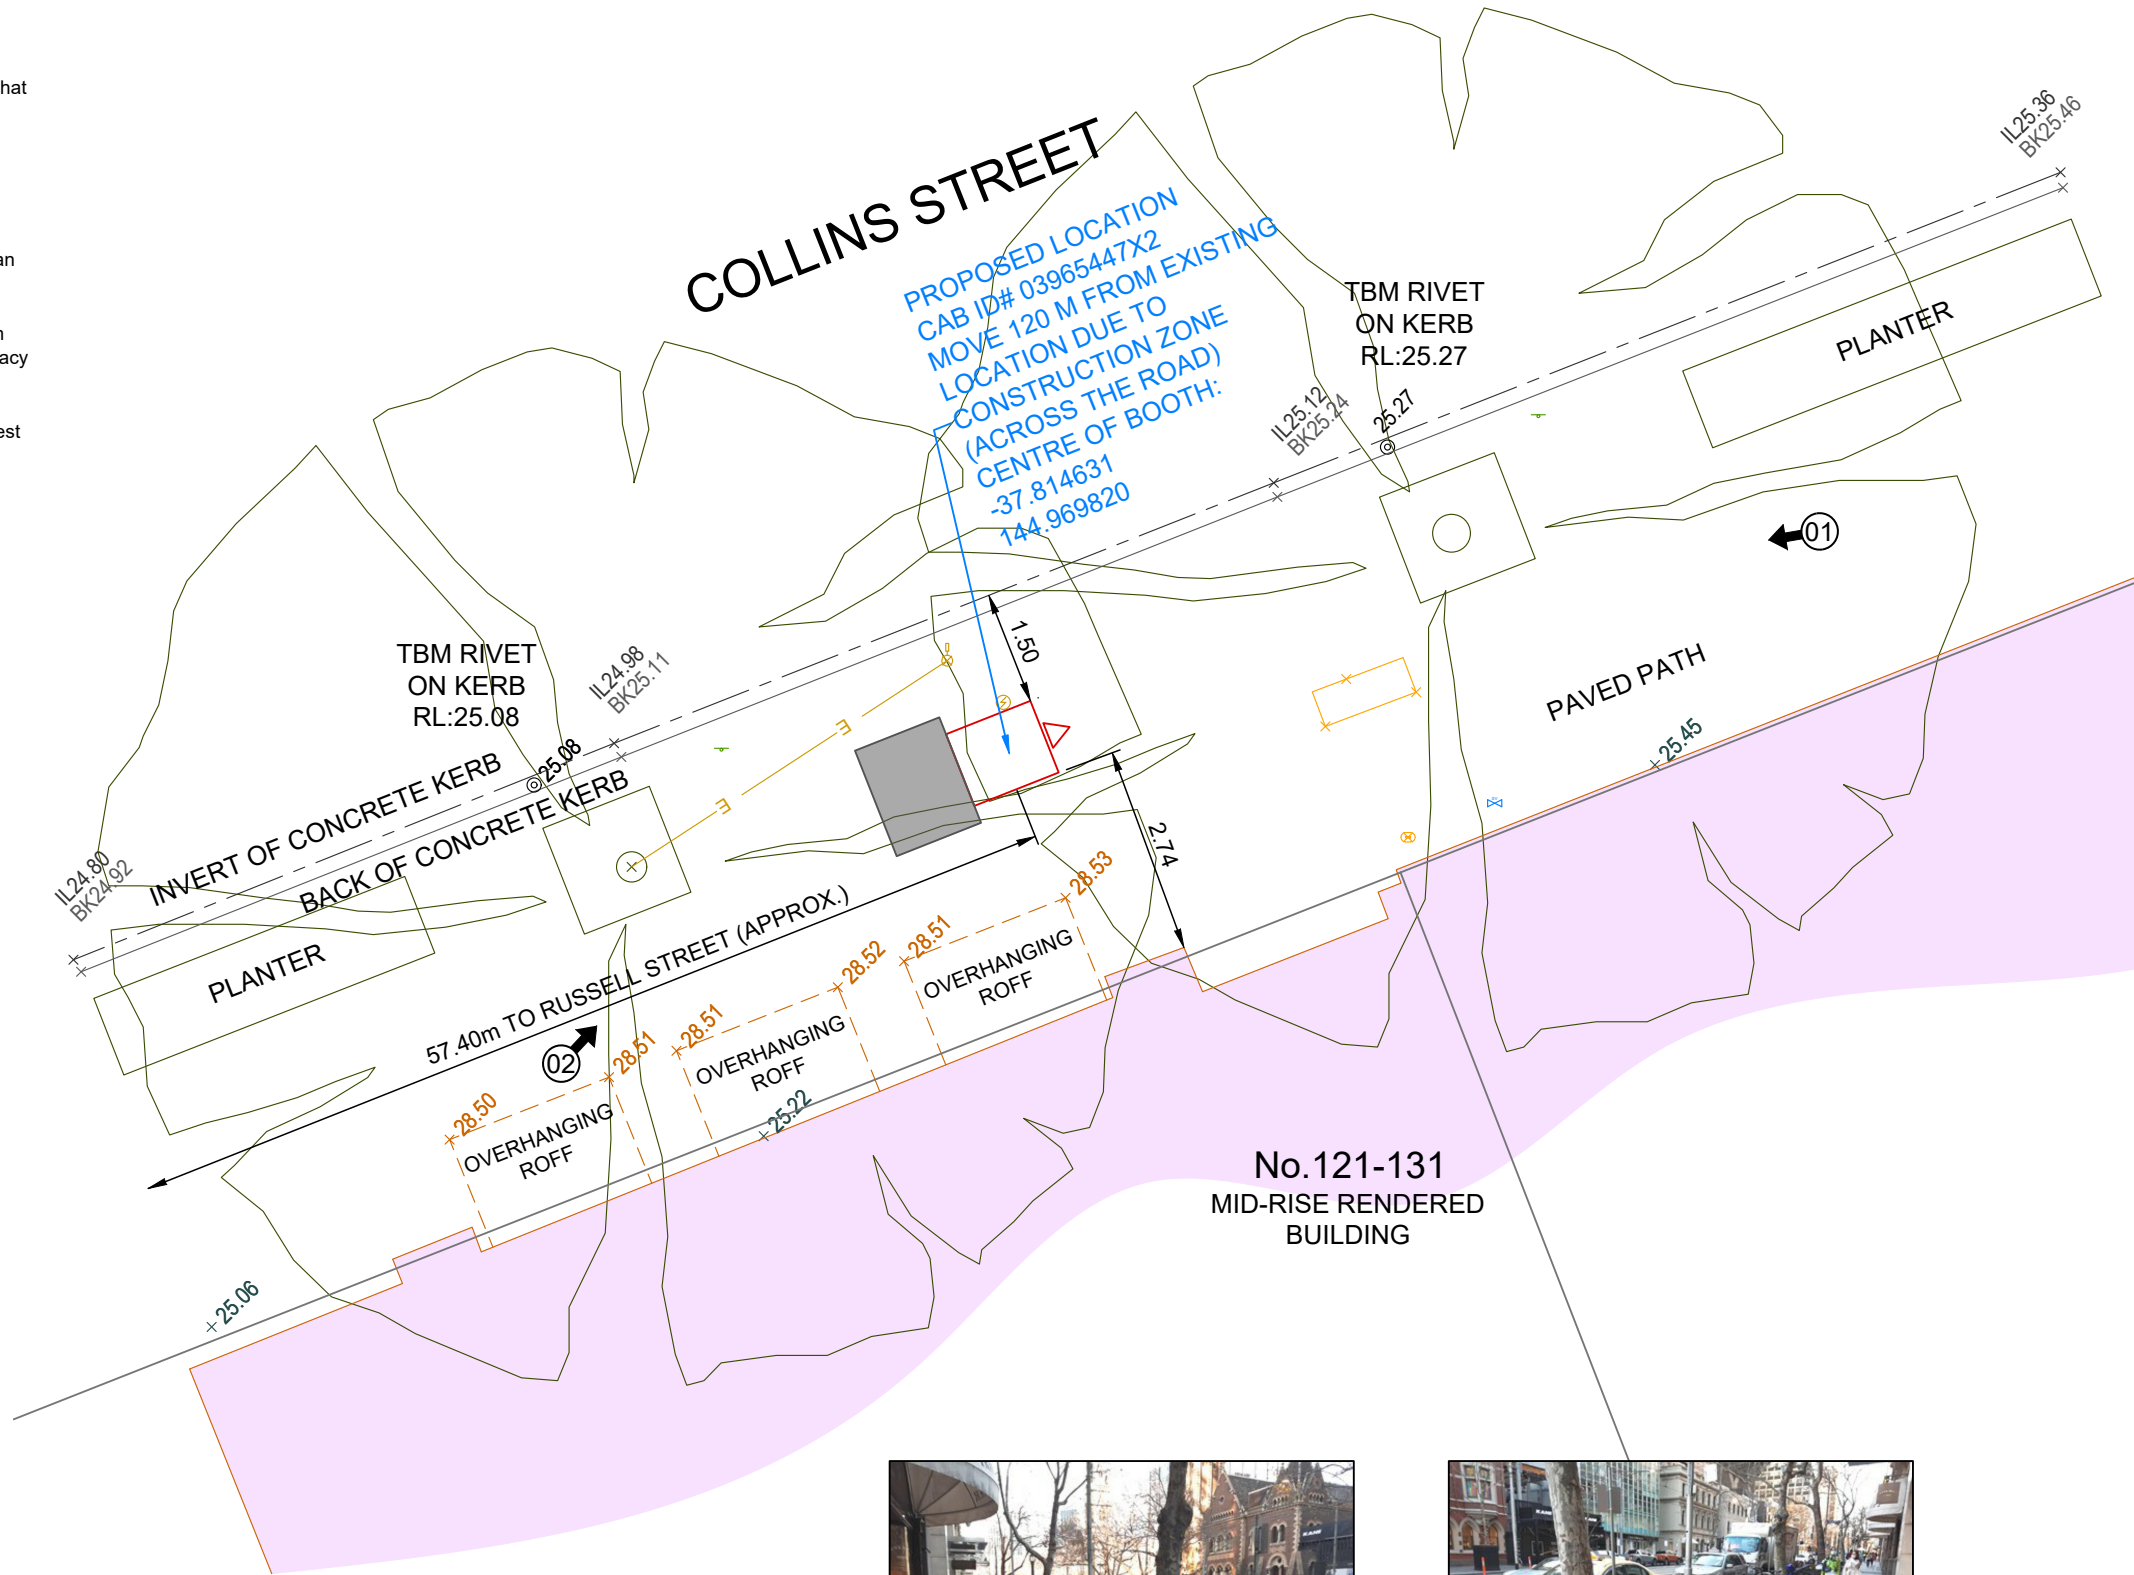 hat
an
n
acy
est
COLLINS STREET
PROPOSED LOCATION
CAB ID# 03965447X2
MOVE 120 M FROM EXISTING
LOCATION DUE TO
CONSTRUCTION ZONE
(ACROSS THE ROAD)
CENTRE OF BOOTH:
-37.814631
144.969820
TBM RIVET
ON KERB
RL:25.27
IL25.36
BK25.46
PLANTER
IL25.12
BK25.24
25.27
01
1.50
PAVED PATH
25.45
TBM RIVET
ON KERB
RL:25.08
IL24.98
BK25.11
25.08
E
E
INVERT OF CONCRETE KERB
BACK OF CONCRETE KERB
IL24.80
BK24.92
PLANTER
57.40m TO RUSSELL STREET (APPROX.)
2.74
02
28.53
28.51
OVERHANGING
ROFF
28.52
28.51
OVERHANGING
ROFF
28.51
28.50
OVERHANGING
ROFF
25.22
25.06
No.121-131
MID-RISE RENDERED
BUILDING
KANE
KANE